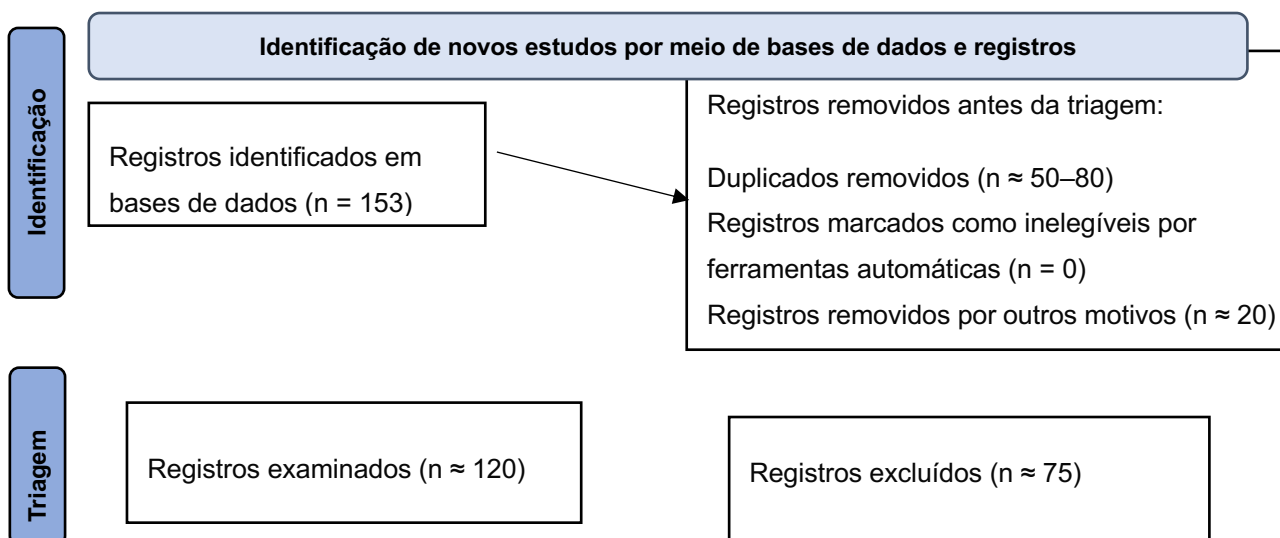 Identificação de novos estudos por meio de bases de dados e registros
Identificação
Registros identificados em
bases de dados (n = 153)
Registros removidos antes da triagem:
Duplicados removidos (n ≈ 50–80)
Registros marcados como inelegíveis por
ferramentas automáticas (n = 0)
Registros removidos por outros motivos (n ≈ 20)
Triagem
Registros examinados (n ≈ 120)
Registros excluídos (n ≈ 75)